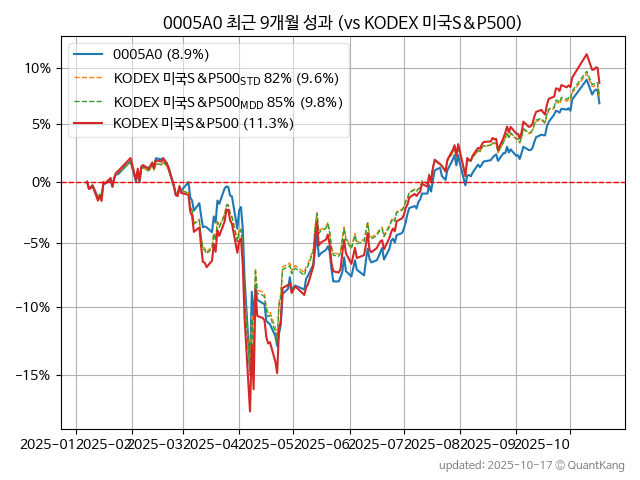 0005A0 최근 9개월 성과 (vs KODEX 미국S&P500)
0005A0 (8.9%)
KODEX 미국S&P500STD 82% (9.6%)
KODEX 미국S&P500MDD 85% (9.8%)
KODEX 미국S&P500 (11.3%)
10%
5%
0%
−5%
−10%
−15%
2025-01 2025-02 2025-03 2025-04 2025-05 2025-06 2025-07 2025-08 2025-09 2025-10
updated: 2025-10-17 © QuantKang